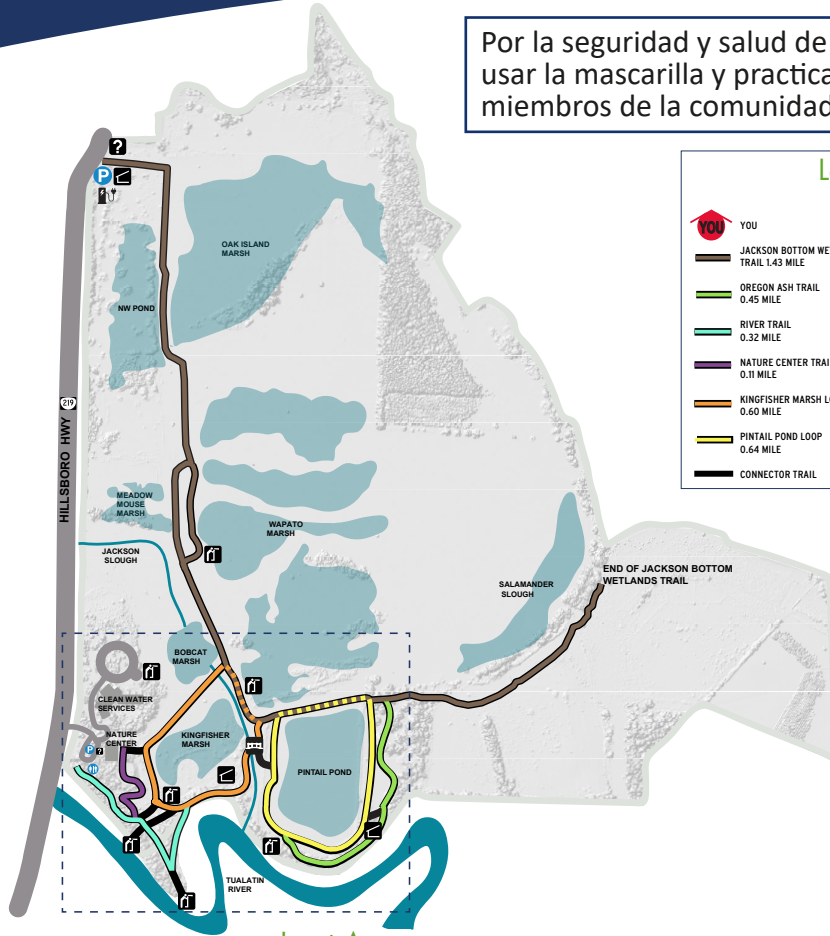 Por la seguridad y salud de
usar la mascarilla y practica
miembros de la comunidad
L
YOU
YOU
JACKSON BOTTOM WE
TRAIL 1.43 MILE
OREGON ASH TRAIL
0.45 MILE
RIVER TRAIL
0.32 MILE
NATURE CENTER TRAI
0.11 MILE
KINGFISHER MARSH LO
0.60 MILE
PINTAIL POND LOOP
0.64 MILE
CONNECTOR TRAIL
?
P
OAK ISLAND
MARSH
NW POND
219
HILLSBORO HWY
MEADOW
MOUSE
MARSH
WAPATO
MARSH
JACKSON
SLOUGH
SALAMANDER
SLOUGH
END OF JACKSON BOTTOM
WETLANDS TRAIL
BOBCAT
MARSH
CLEAN WATER
SERVICES
NATURE
CENTER
P ?
KINGFISHER
MARSH
PINTAIL POND
TUALATIN
RIVER